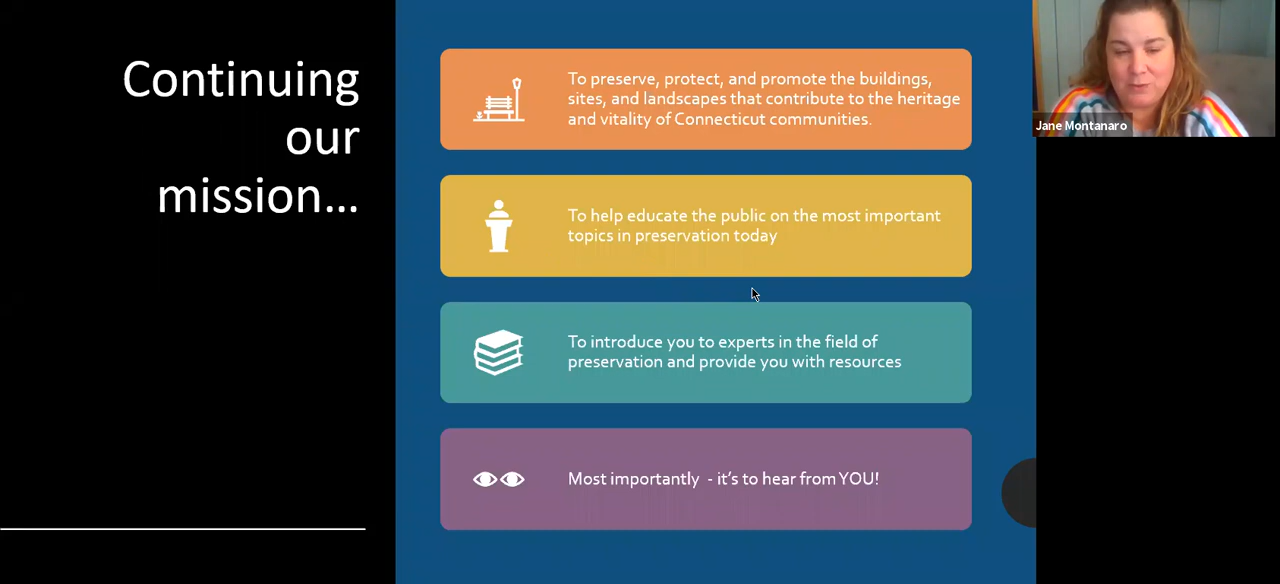 Continuing
our
mission...
To preserve, protect, and promote the buildings,
sites, and landscapes that contribute to the heritage
and vitality of Connecticut communities.
To help educate the public on the most important
topics in preservation today
To introduce you to experts in the field of
preservation and provide you with resources
Most importantly  - it’s to hear from YOU!
Jane Montanaro